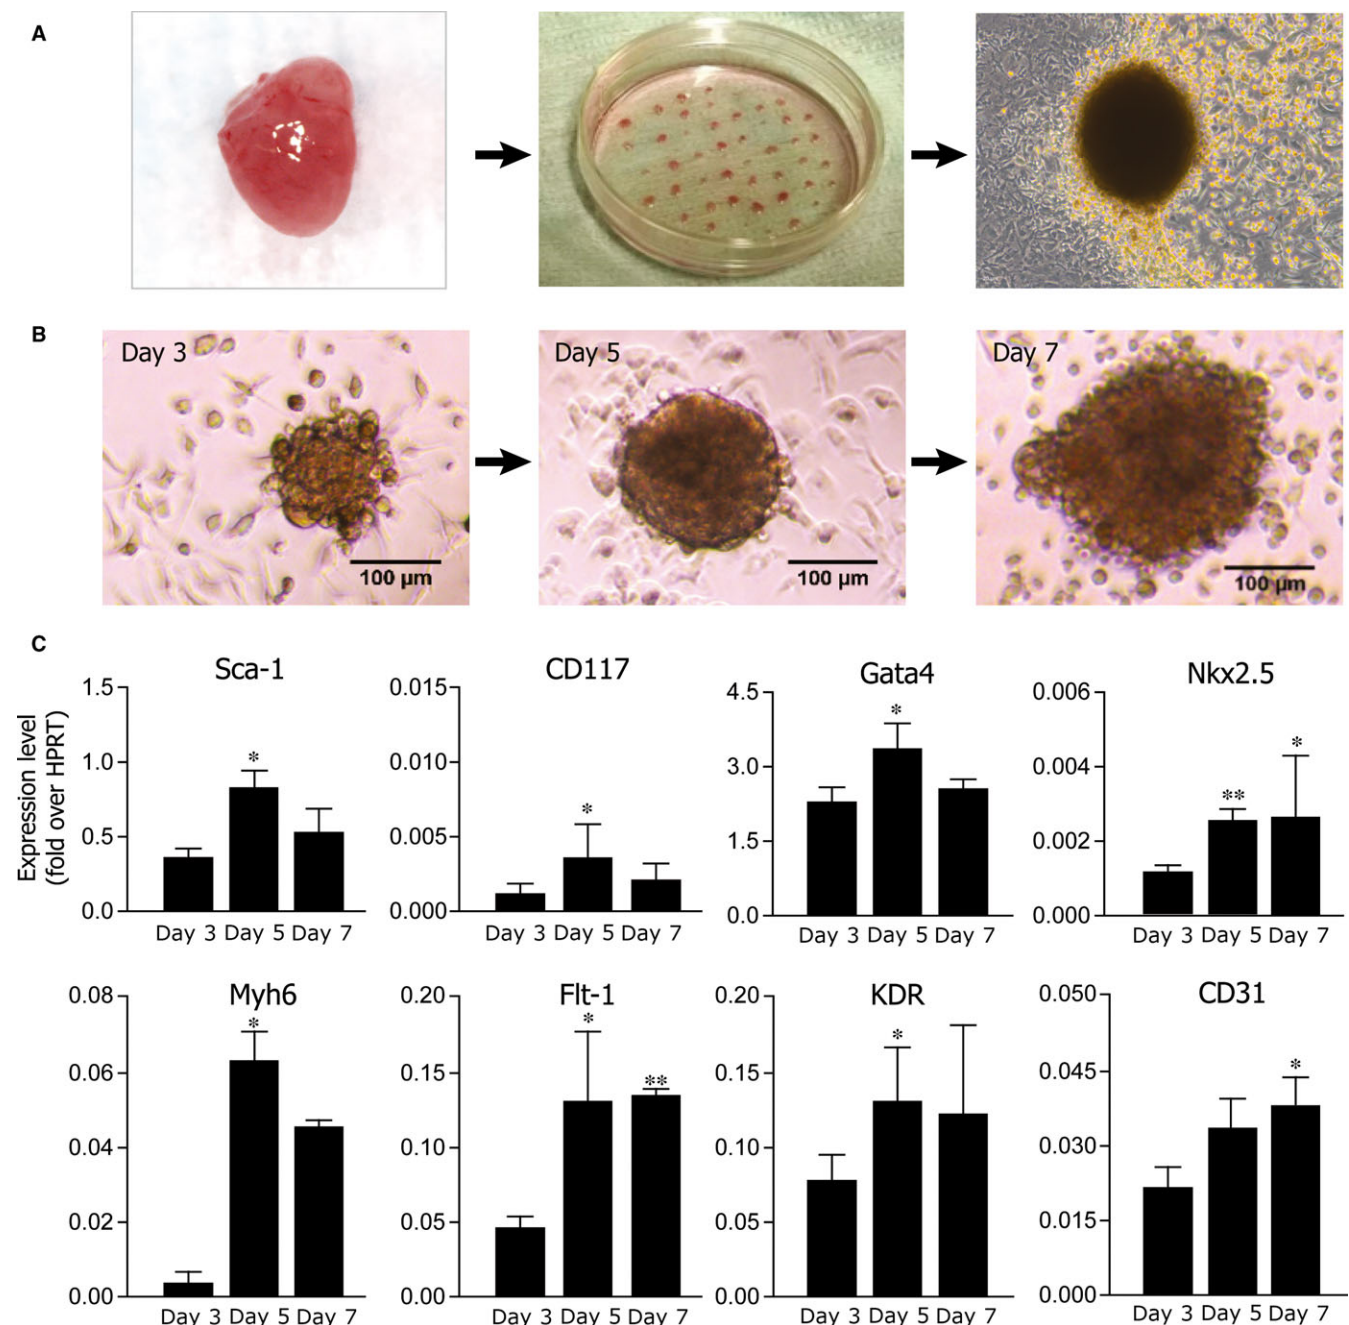 A
B
Day 3
Day 5
Day 7
100 µm
100 µm
100 µm
C
Expression level
(fold over HPRT)
Sca-1
1.5
1.0
0.5
0.0
*
Day 3 Day 5 Day 7
CD117
0.015
0.010
0.005
0.000
*
Day 3 Day 5 Day 7
Gata4
4.5
3.0
1.5
0.0
*
Day 3 Day 5 Day 7
Nkx2.5
0.006
0.004
0.002
0.000
**
*
Day 3 Day 5 Day 7
Myh6
0.08
0.06
0.04
0.02
0.00
*
Day 3 Day 5 Day 7
Flt-1
0.20
0.15
0.10
0.05
0.00
*
**
Day 3 Day 5 Day 7
KDR
0.20
0.15
0.10
0.05
0.00
*
Day 3 Day 5 Day 7
CD31
0.050
0.045
0.030
0.015
0.000
*
Day 3 Day 5 Day 7